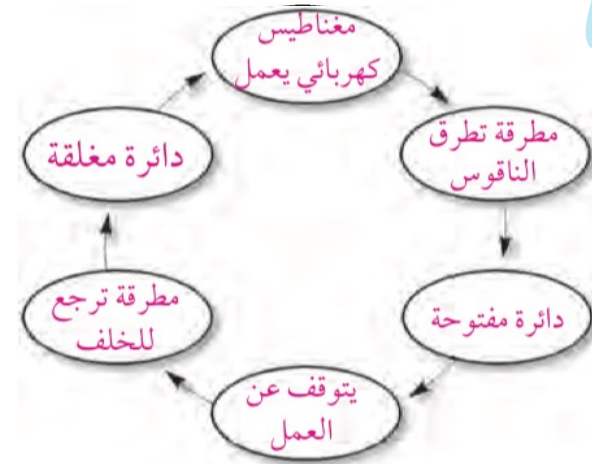 مغناطيس
كهربائي يعمل
مطرقة تطرق
الناقوس
دائرة مفتوحة
يتوقف عن
العمل
مطرقة ترجع
للخلف
دائرة مغلقة